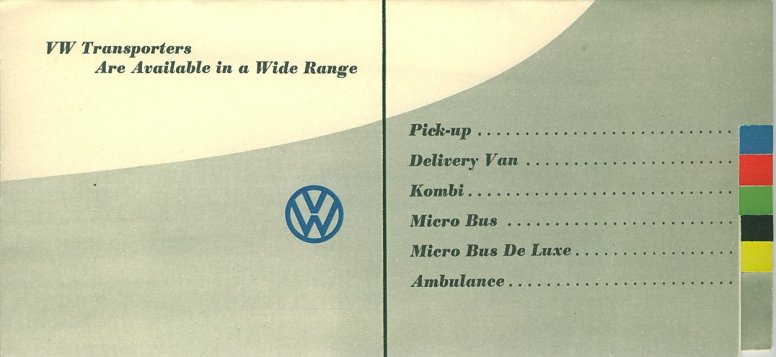 VW Transporters
Are Available in a Wide Range
Pick-up ............................
Delivery Van ......................
Kombi ............................
Micro Bus ........................
Micro Bus De Luxe .................
Ambulance ........................